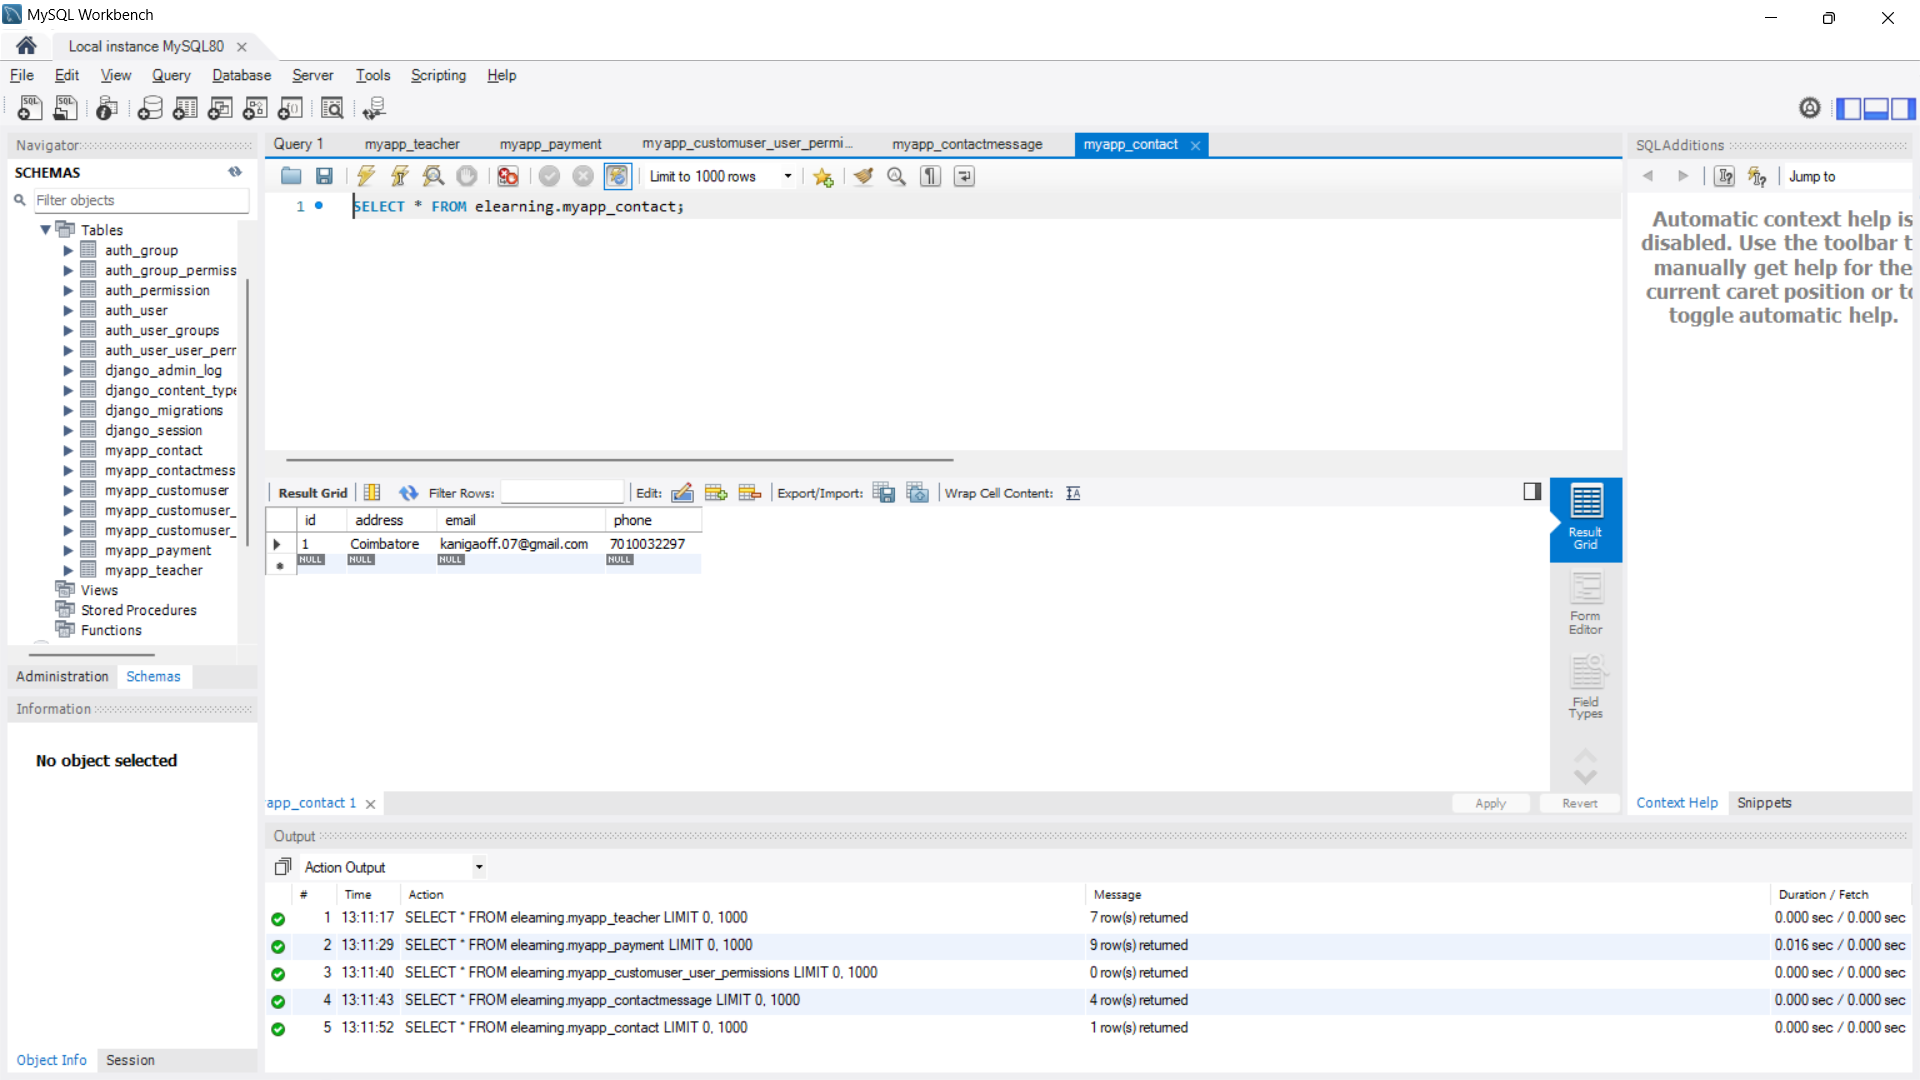 MySQL Workbench
Local instance MySQL80
File Edit View Query Database Server Tools Scripting Help
Navigator
SCHEMAS
Filter objects
Tables
auth_group
auth_group_permiss
auth_permission
auth_user
auth_user_groups
auth_user_user_perr
django_admin_log
django_content_type
django_migrations
django_session
myapp_contact
myapp_contactmess
myapp_customuser
myapp_customuser_
myapp_customuser_
myapp_payment
myapp_teacher
Views
Stored Procedures
Functions
Administration Schemas
Information
No object selected
Object Info Session
Query 1 myapp_teacher myapp_payment myapp_customuser_user_permi... myapp_contactmessage myapp_contact
Limit to 1000 rows
1 SELECT * FROM elearning.myapp_contact;
Result Grid Filter Rows: Edit: Export/Import: Wrap Cell Content:
id address email phone
1 Coimbatore kanigaoff.07@gmail.com 7010032297
NULL NULL NULL NULL
Result
Grid
Form
Editor
Field
Types
app_contact 1
Apply Revert
SQLAdditions
Jump to
Automatic context help is
disabled. Use the toolbar t
manually get help for the
current caret position or to
toggle automatic help.
Context Help Snippets
Output
Action Output
# Time Action Message Duration / Fetch
1 13:11:17 SELECT * FROM elearning.myapp_teacher LIMIT 0, 1000 7 row(s) returned 0.000 sec / 0.000 sec
2 13:11:29 SELECT * FROM elearning.myapp_payment LIMIT 0, 1000 9 row(s) returned 0.016 sec / 0.000 sec
3 13:11:40 SELECT * FROM elearning.myapp_customuser_user_permissions LIMIT 0, 1000 0 row(s) returned 0.000 sec / 0.000 sec
4 13:11:43 SELECT * FROM elearning.myapp_contactmessage LIMIT 0, 1000 4 row(s) returned 0.000 sec / 0.000 sec
5 13:11:52 SELECT * FROM elearning.myapp_contact LIMIT 0, 1000 1 row(s) returned 0.000 sec / 0.000 sec